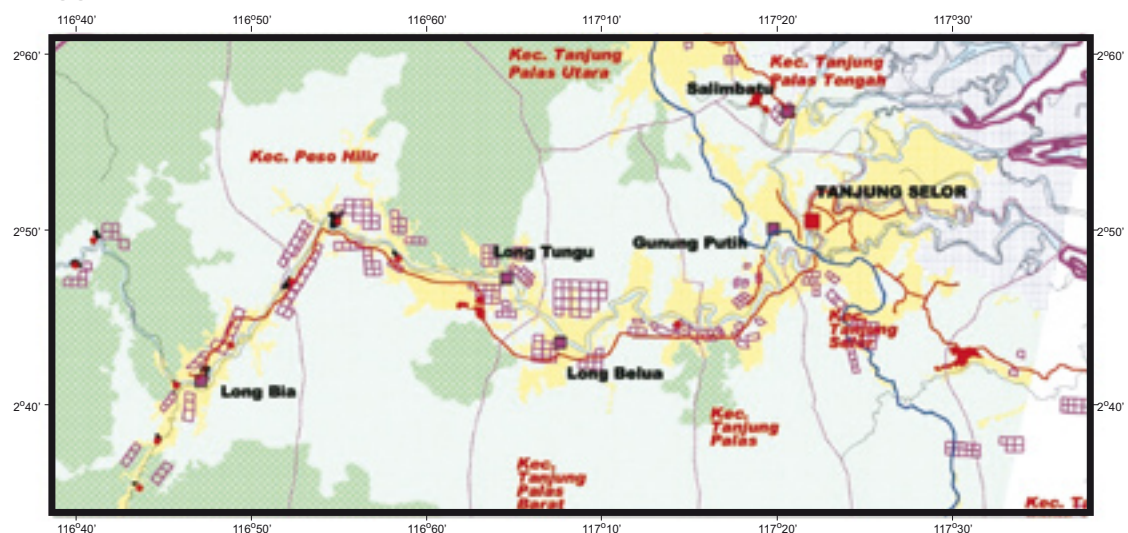 116°40' 116°50' 116°60' 117°10' 117°20' 117°30'
2°60' 2°60'
Kec. Tanjung
Palas Utara
Kec. Tanjung
Palas Tengah
Salimbatu
Kec. Peso Hilir
TANJUNG SELOR
2°50' 2°50'
Gunung Putih
Long Tungu
Kec.
Tanjung
Selor
Long Belua
Long Bia
2°40' 2°40'
Kec.
Tanjung
Palas
Kec.
Tanjung
Palas
Barat
Kec. Ta
116°40' 116°50' 116°60' 117°10' 117°20' 117°30'